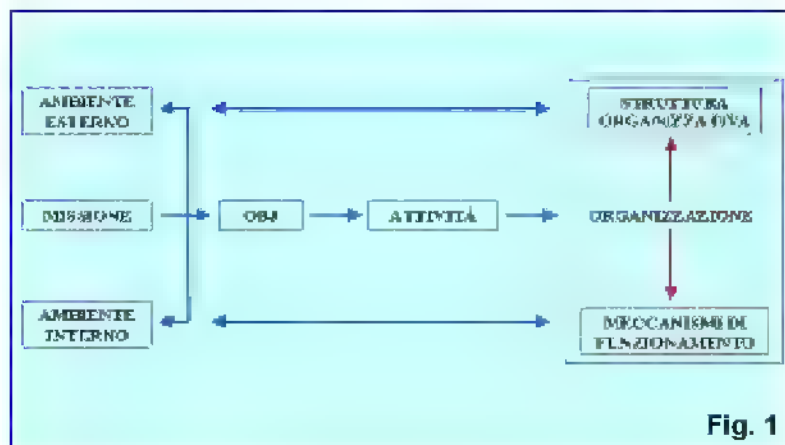 AMBIENTE
ESTERNO
STRUTTURA
ORGANIZZATIVA
MISSIONE
OBJ
ATTIVITÀ
ORGANIZZAZIONE
AMBIENTE
INTERNO
MECCANISMI DI
FUNZIONAMENTO
Fig. 1